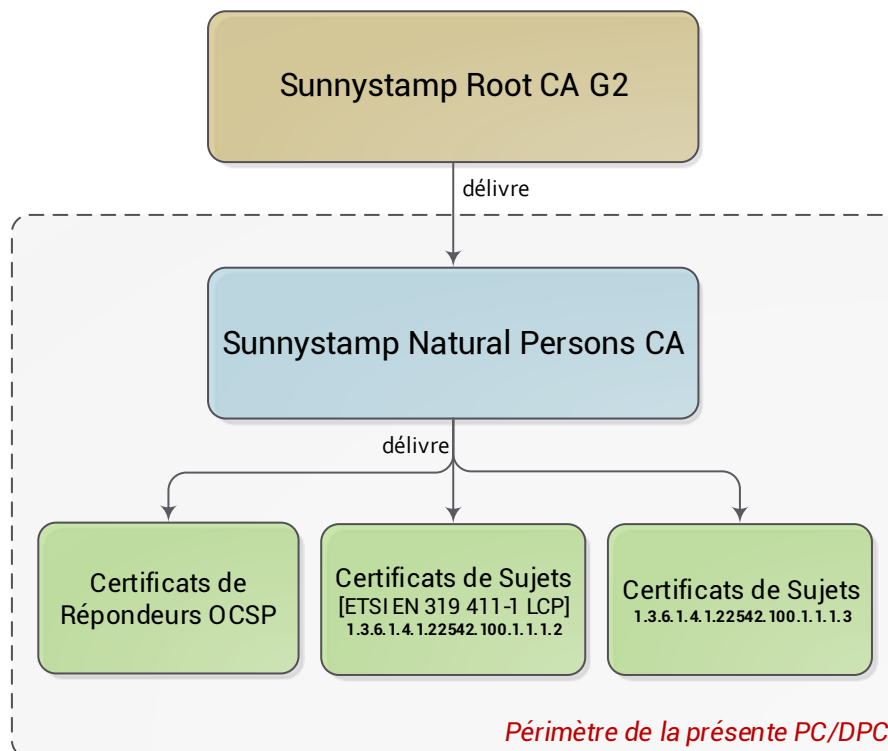 Sunnystamp Root CA G2
délivre
Sunnystamp Natural Persons CA
délivre
Certificats de
Répondeurs OCSP
Certificats de Sujets
[ETSI EN 319 411-1 LCP]
1.3.6.1.4.1.22542.100.1.1.1.2
Certificats de Sujets
1.3.6.1.4.1.22542.100.1.1.1.3
Périmètre de la présente PC/DPC